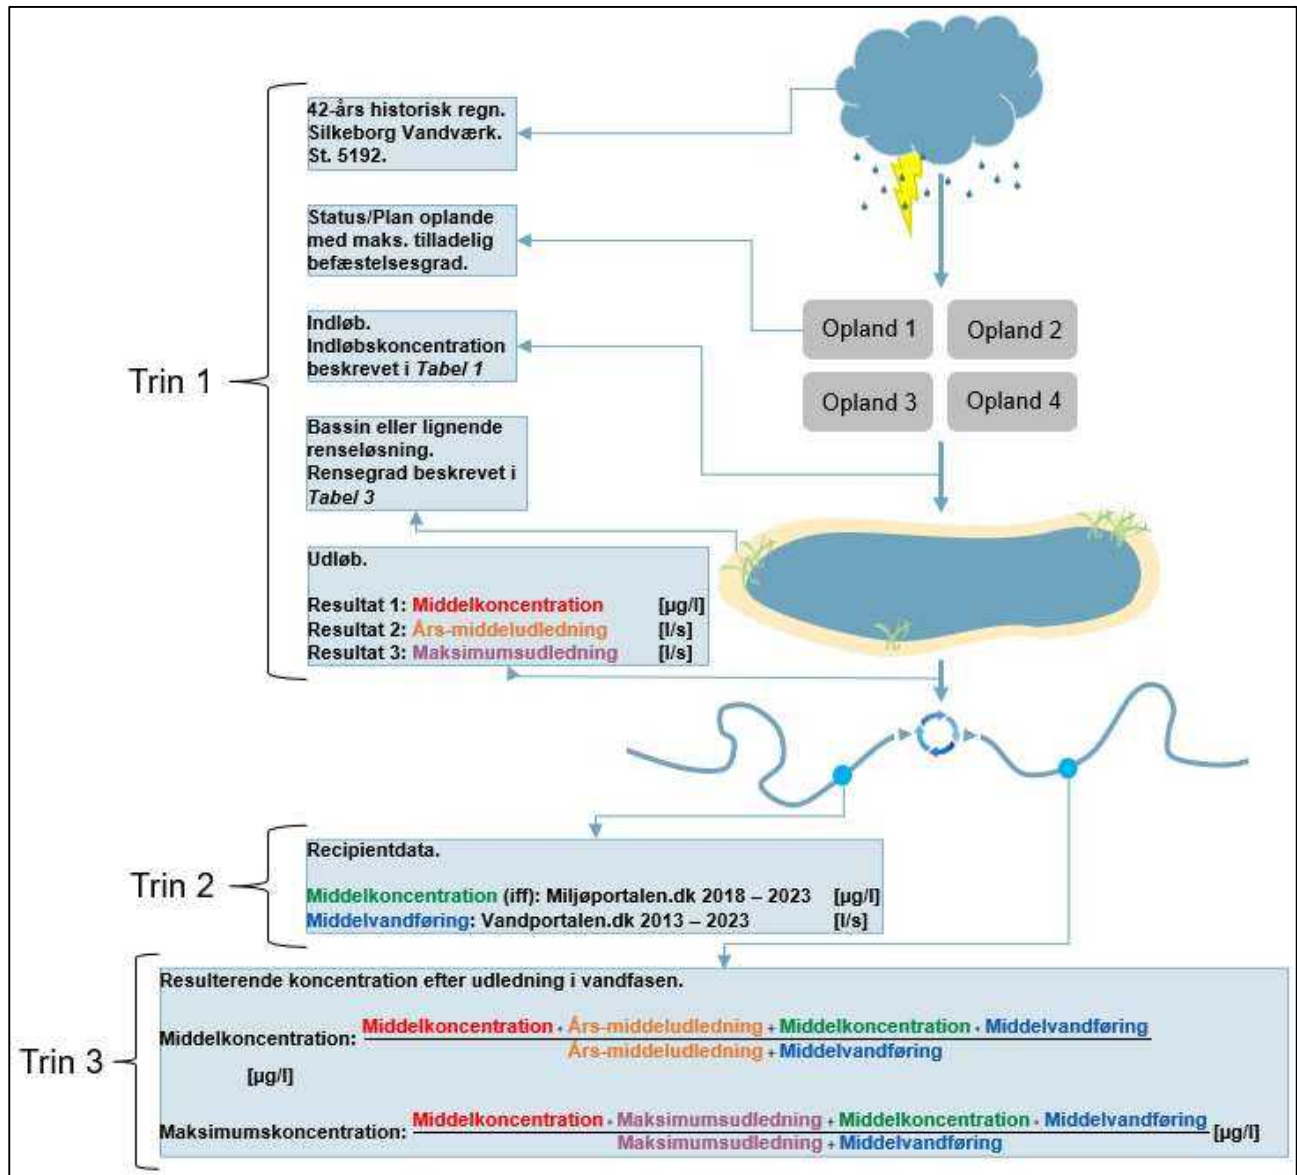 42-års historisk regn.
Silkeborg Vandværk.
St. 5192.
Status/Plan oplande
med maks. tilladelig
befæstelsesgrad.
Opland 1
Opland 2
Opland 3
Opland 4
Indløb.
Indløbskoncentration
beskrevet i Tabel 1
Trin 1
Bassin eller lignende
renseløsning.
Rensegrad beskrevet i
Tabel 3
Udløb.
Resultat 1: Middelkoncentration [µg/l]
Resultat 2: Års-middeludledning [l/s]
Resultat 3: Maksimumsudledning [l/s]
Trin 2
Recipientdata.
Middelkoncentration (iff): Miljøportalen.dk 2018 – 2023 [µg/l]
Middelvandføring: Vandportalen.dk 2013 – 2023 [l/s]
Trin 3
Resulterende koncentration efter udledning i vandfasen.
Middelkoncentration · Års-middeludledning + Middelkoncentration · Middelvandføring
Middelkoncentration:
Års-middeludledning + Middelvandføring
[µg/l]
Middelkoncentration · Maksimumsudledning + Middelkoncentration · Middelvandføring
Maksimumskoncentration: [µg/l]
Maksimumsudledning + Middelvandføring